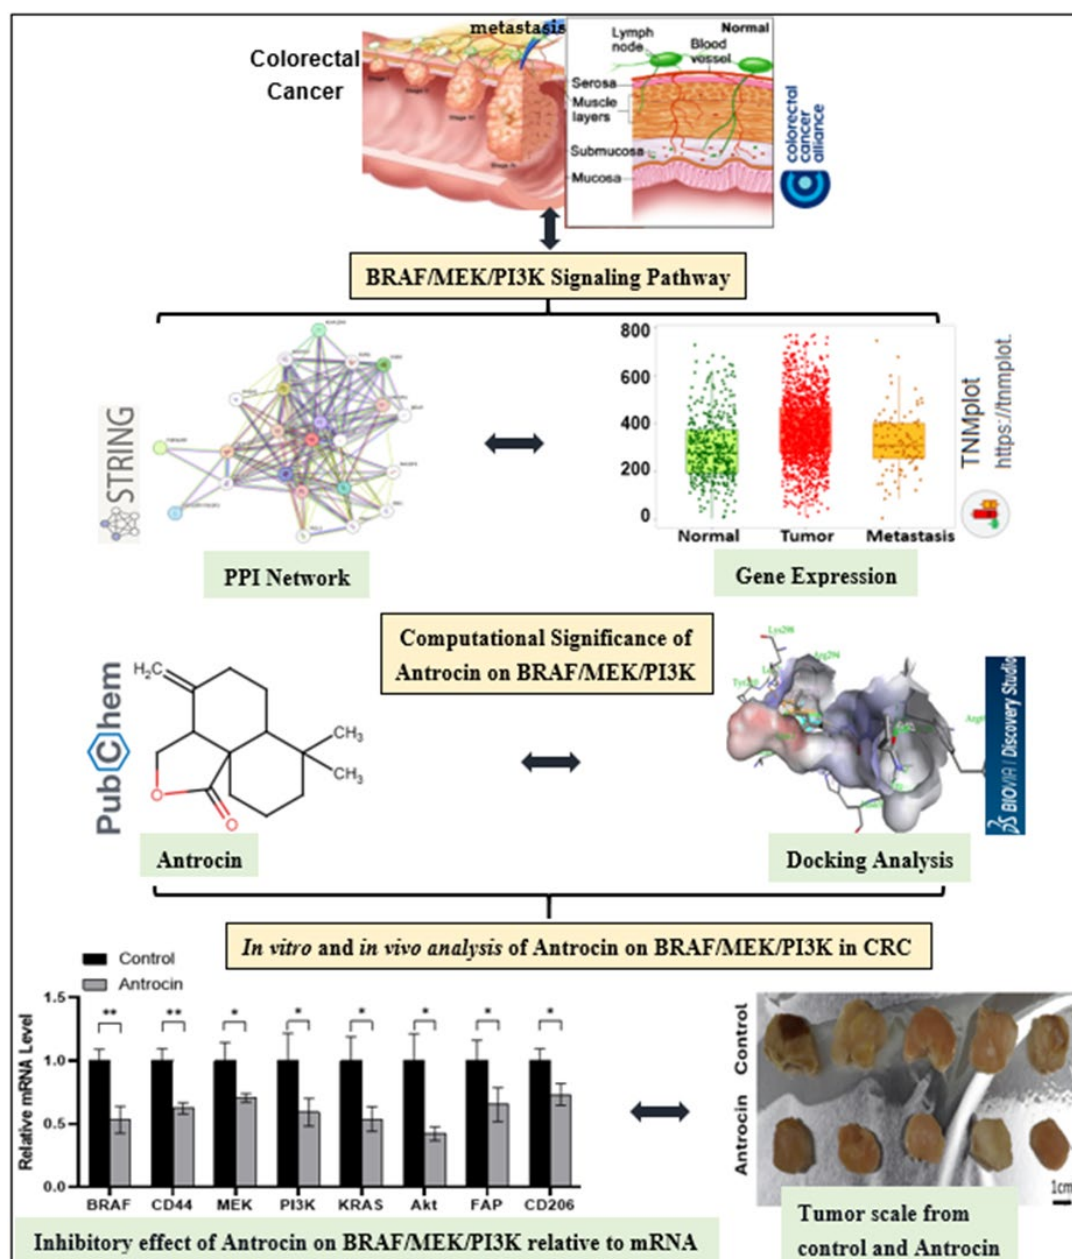 Colorectal
Cancer
metastasis
Normal
Lymph
node
Blood
vessel
Serosa
Muscle
layers
Submucosa
Mucosa
colorectal
cancer
alliance
BRAF/MEK/PI3K Signaling Pathway
STRING
PPI Network
800
600
400
200
0
Normal Tumor Metastasis
TNMplot
https://tnmplot.
Gene Expression
Computational Significance of
Antrocin on BRAF/MEK/PI3K
PubChem
H₂C
CH₃
CH₃
O
O
Antrocin
Lys296
Arg294
DS BIOVIA | Discovery Studio
Docking Analysis
In vitro and in vivo analysis of Antrocin on BRAF/MEK/PI3K in CRC
Control
Antrocin
Relative mRNA Level
1.5
1.0
0.5
0.0
** ** * * * * * *
BRAF CD44 MEK PI3K KRAS Akt FAP CD206
Inhibitory effect of Antrocin on BRAF/MEK/PI3K relative to mRNA
Control
Antrocin
1cm
Tumor scale from
control and Antrocin